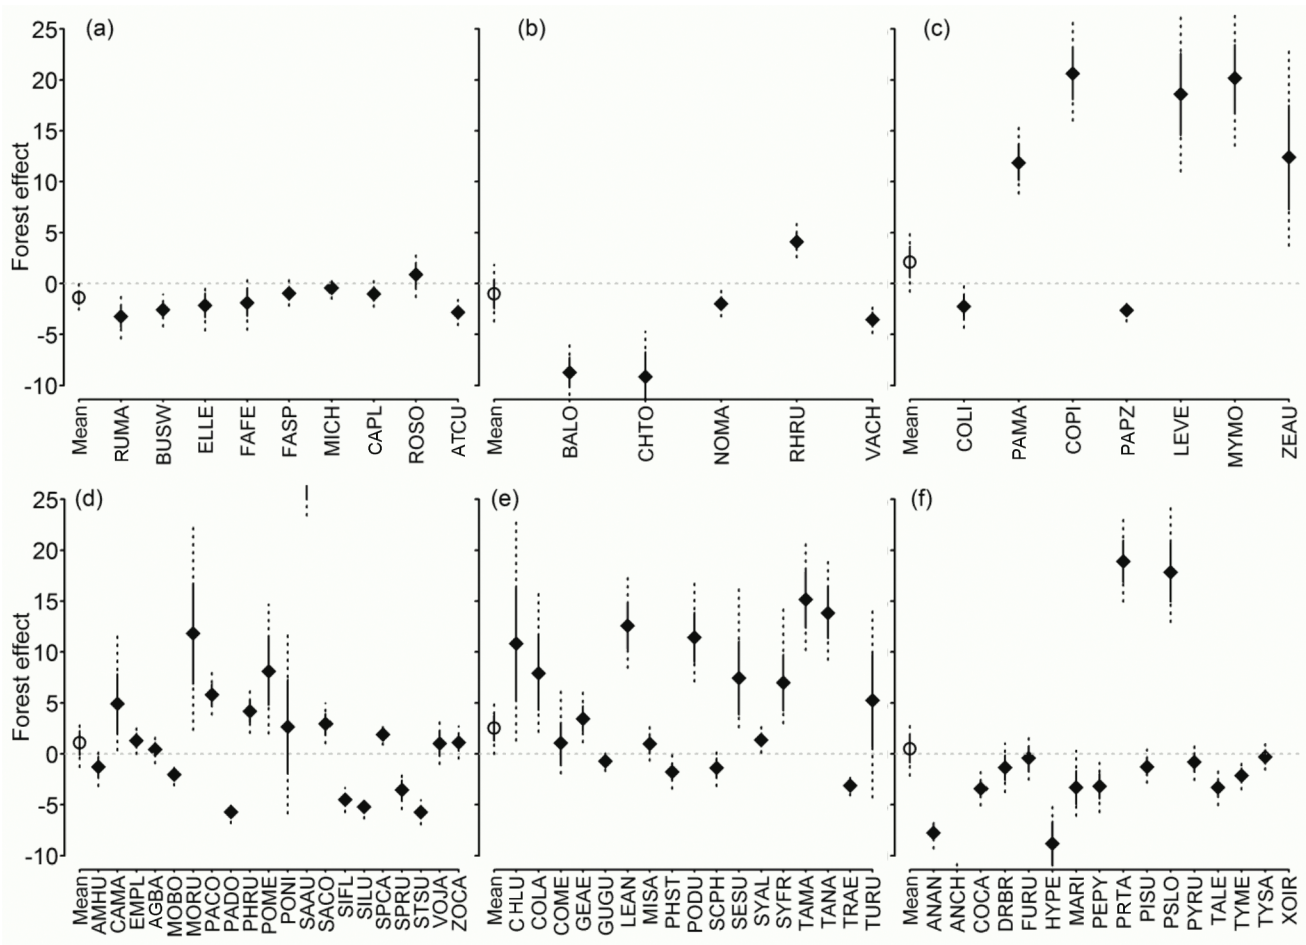 (a) (b) (c)
Forest effect
25
20
15
10
5
0
-5
-10
Mean RUMA BUSW ELLE FAFE FASP MICH CAPL ROSO ATCU
Mean BALO CHTO NOMA RHRU VACH
Mean COLI PAMA COPI PAPZ LEVE MYMO ZEAU
(d) (e) (f)
Forest effect
25
20
15
10
5
0
-5
-10
Mean AMHU CAMA EMPL AGBA MOBO MORU PACO PADO PHRU POME PONI SAAU SACO SIFL SILU SPCA SPRU STSU VOJA ZOCA
Mean CHLU COLA COME GEAE GUGU LEAN MISA PHST PODU SCPH SESU SYAL SYFR TAMA TANA TRAE TURU
Mean ANAN ANCH COCA DRBR FURU HYPE MARI PEPY PRTA PISU PSLO PYRU TALE TYME TYSA XOIR